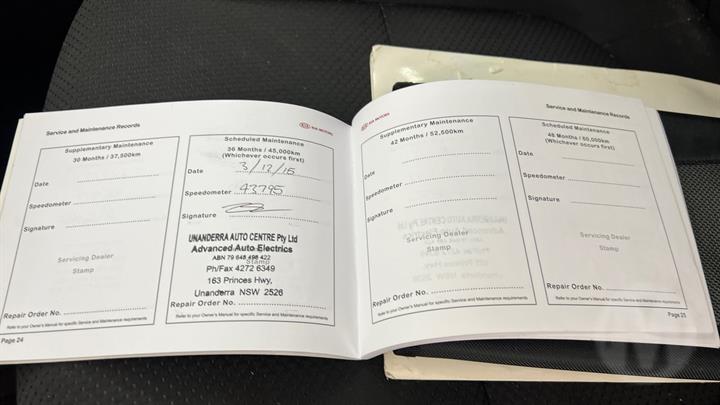 Service and Maintenance Records
KIA MOTORS
Supplementary Maintenance
30 Months / 37,500km
Date
Speedometer
Signature
Servicing Dealer
Stamp
Repair Order No.
Refer to your Owner's Manual for specific Service and Maintenance requirements
Page 24
Scheduled Maintenance
36 Months / 45,000km
(Whichever occurs first)
Date 3/12/15
Speedometer 43795
Signature
UNANDERRA AUTO CENTRE Pty Ltd
Advanced Auto Electrics
ABN 79 648 498 422
Stamp
Ph/Fax 4272 6349
163 Princes Hwy,
Unanderra NSW 2526
Repair Order No.
Refer to your Owner's Manual for specific Service and Maintenance requirements
KIA MOTORS
Service and Maintenance Records
Supplementary Maintenance
42 Months / 52,500km
Date
Speedometer
Signature
Servicing Dealer
Stamp
Repair Order No.
Refer to your Owner's Manual for specific Service and Maintenance requirements
Scheduled Maintenance
48 Months / 60,000km
(Whichever occurs first)
Date
Speedometer
Signature
Servicing Dealer
Stamp
Repair Order No.
Refer to your Owner's Manual for specific Service and Maintenance requirements
Page 25